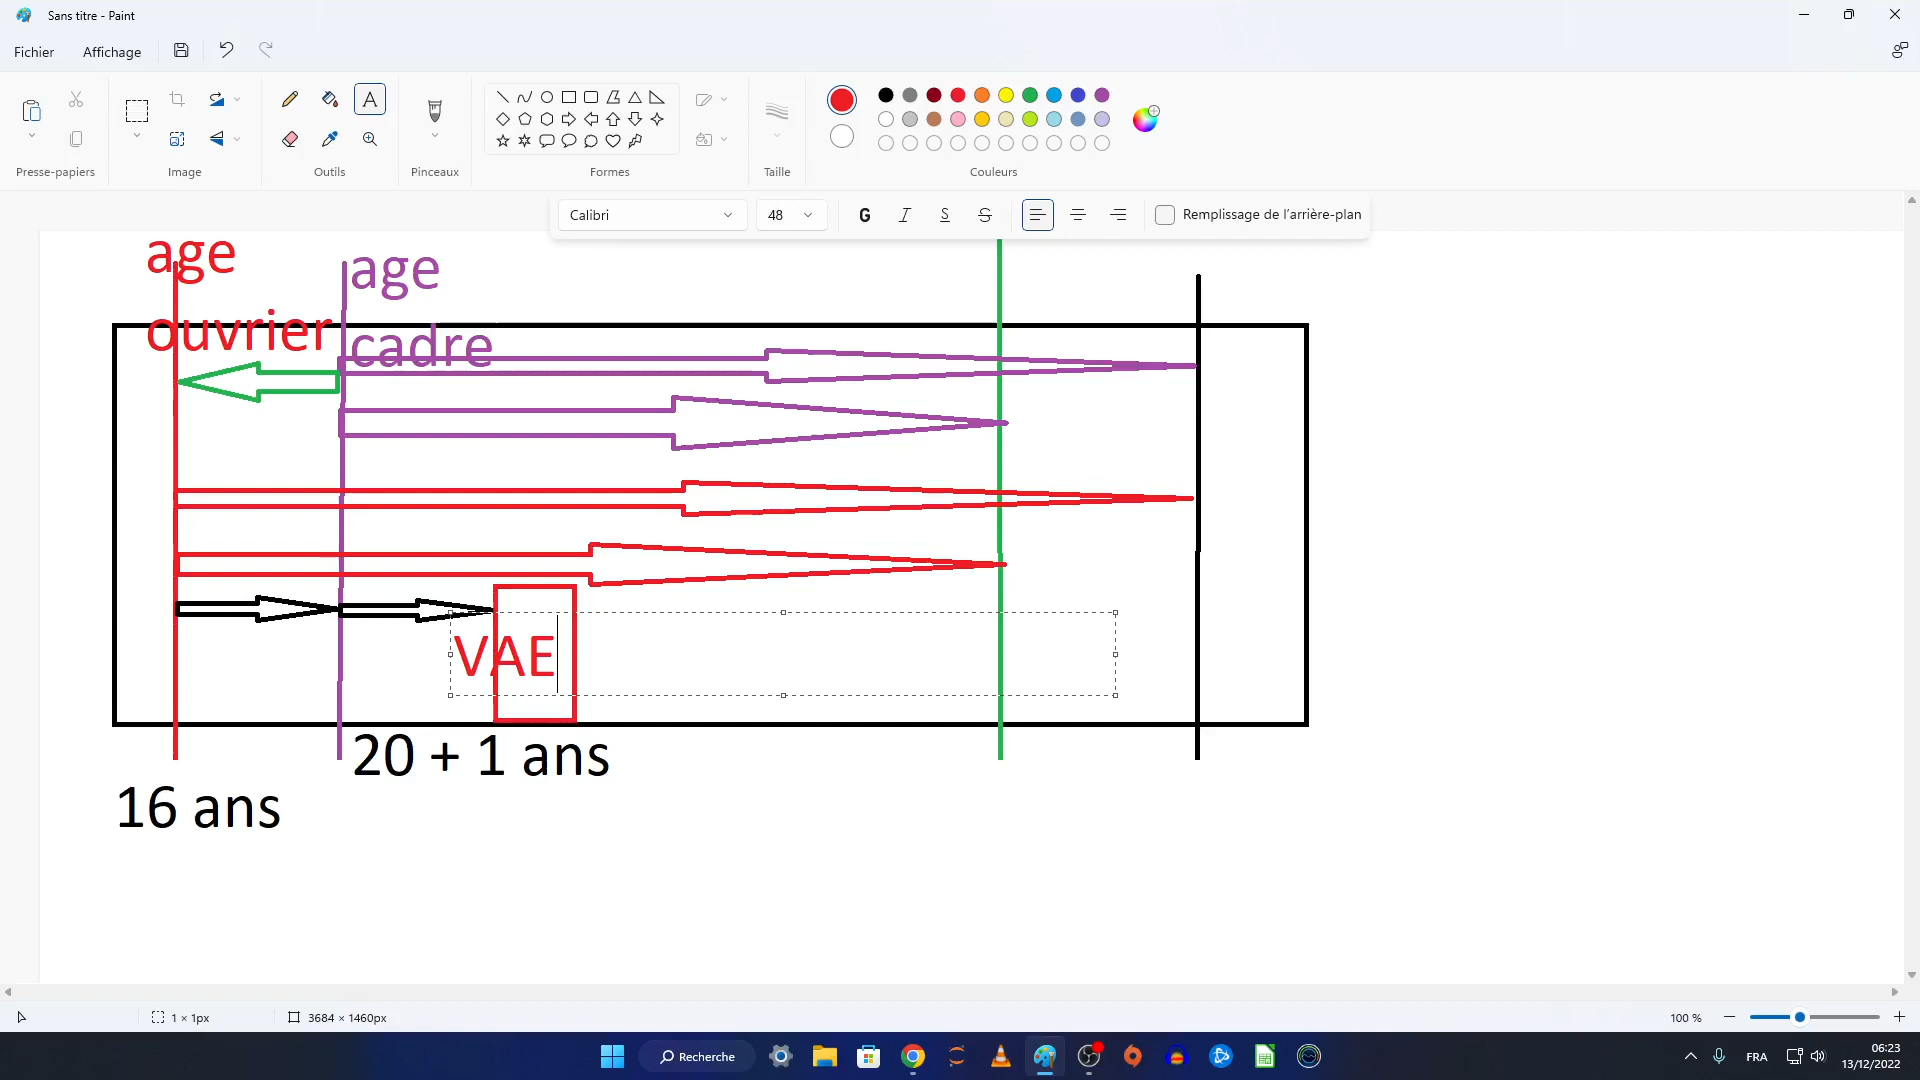 Sans titre - Paint
Fichier
Affichage
Presse-papiers
Image
Outils
Pinceaux
Formes
Taille
Couleurs
Calibri
48
G
I
S
S
Remplissage de l'arrière-plan
age
ouvrier
age
cadre
VAE
20 + 1 ans
16 ans
1 × 1px
3684 × 1460px
100 %
Recherche
FRA
06:23
13/12/2022